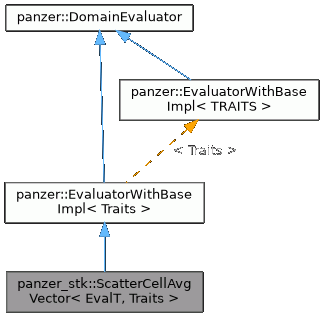 panzer::DomainEvaluator
panzer::EvaluatorWithBase
Impl< TRAITS >
< Traits >
panzer::EvaluatorWithBase
Impl< Traits >
panzer_stk::ScatterCellAvg
Vector< EvalT, Traits >